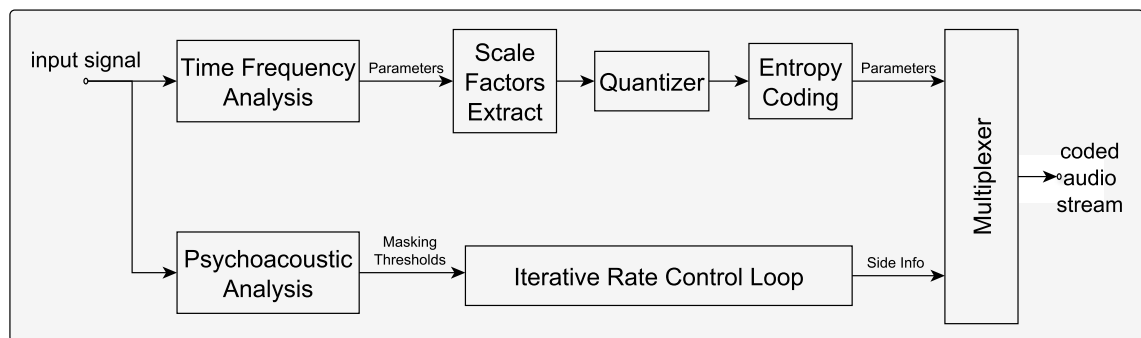 input signal
Time Frequency
Analysis
Parameters
Scale
Factors
Extract
Quantizer
Entropy
Coding
Parameters
Multiplexer
coded
audio
stream
Psychoacoustic
Analysis
Masking
Thresholds
Iterative Rate Control Loop
Side Info